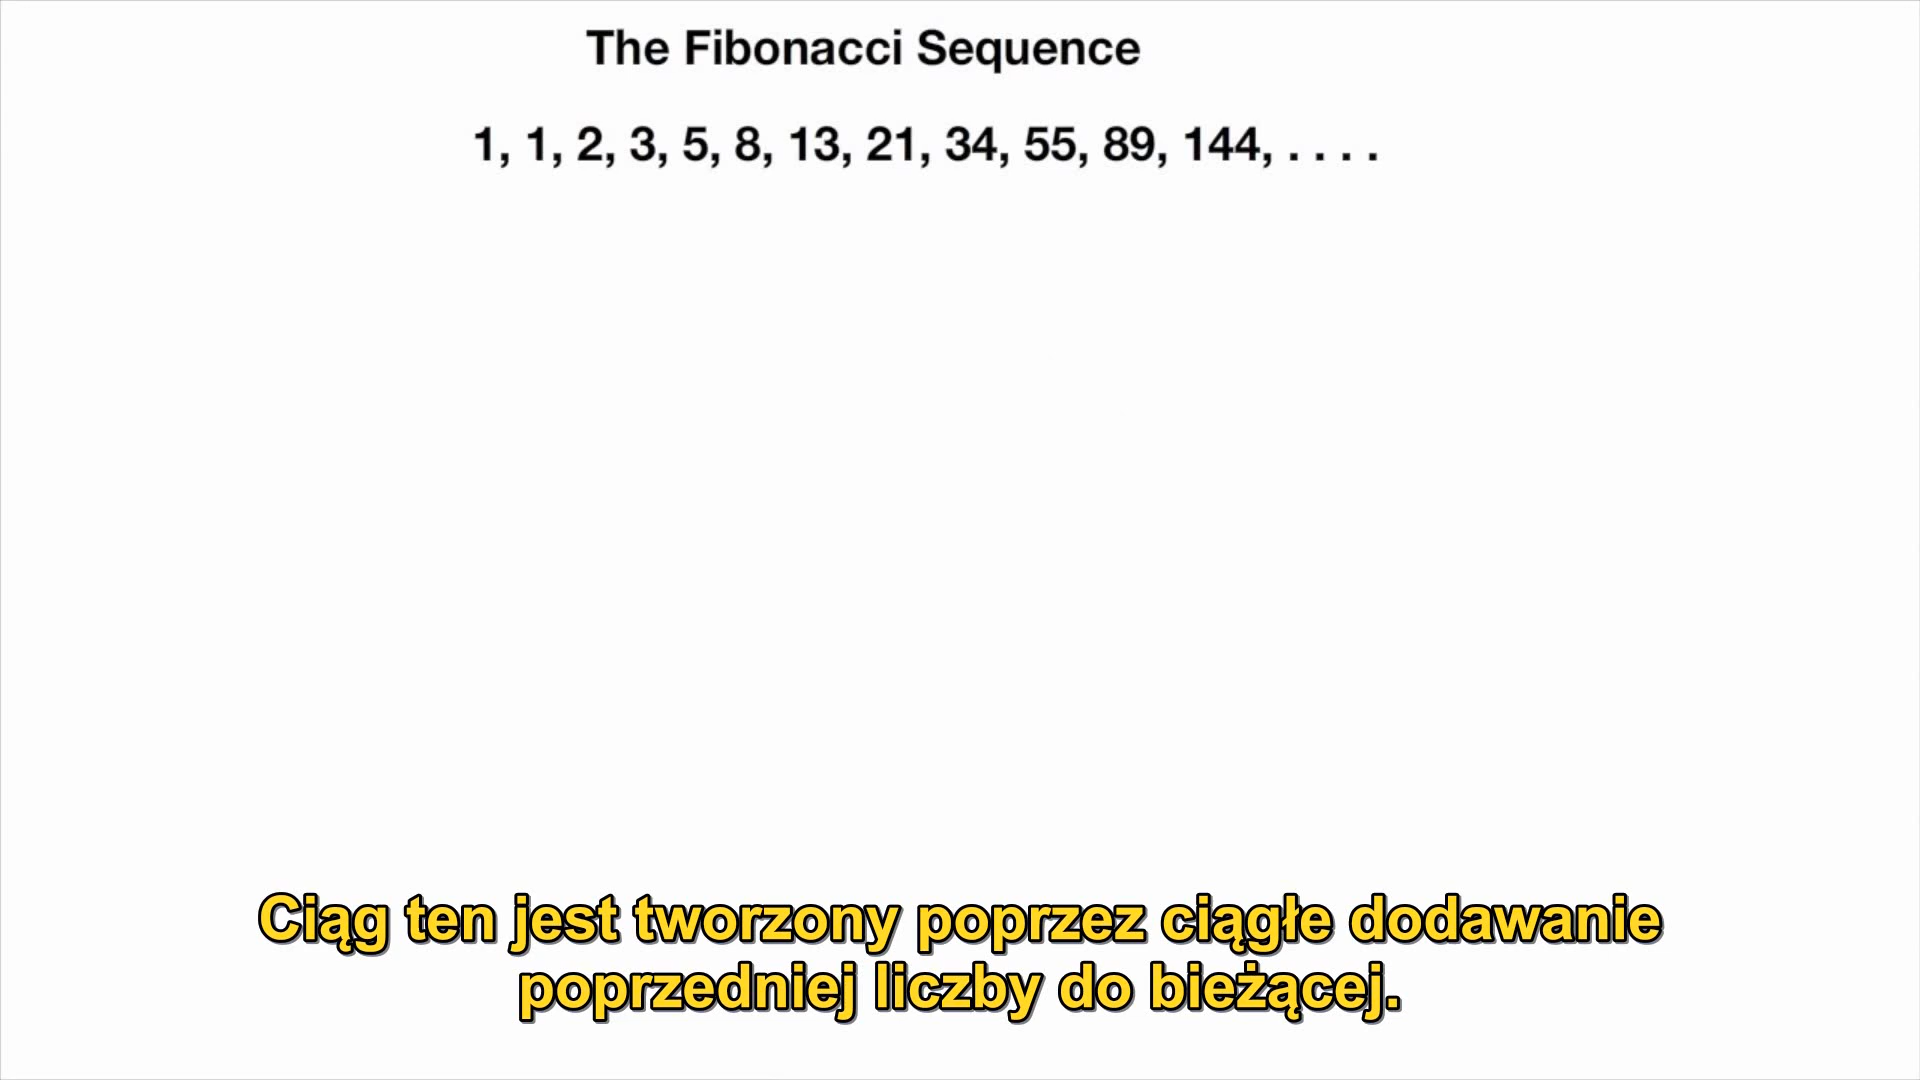 The Fibonacci Sequence
1, 1, 2, 3, 5, 8, 13, 21, 34, 55, 89, 144, . . . .
Ciąg ten jest tworzony poprzez ciągłe dodawanie
poprzedniej liczby do bieżącej.